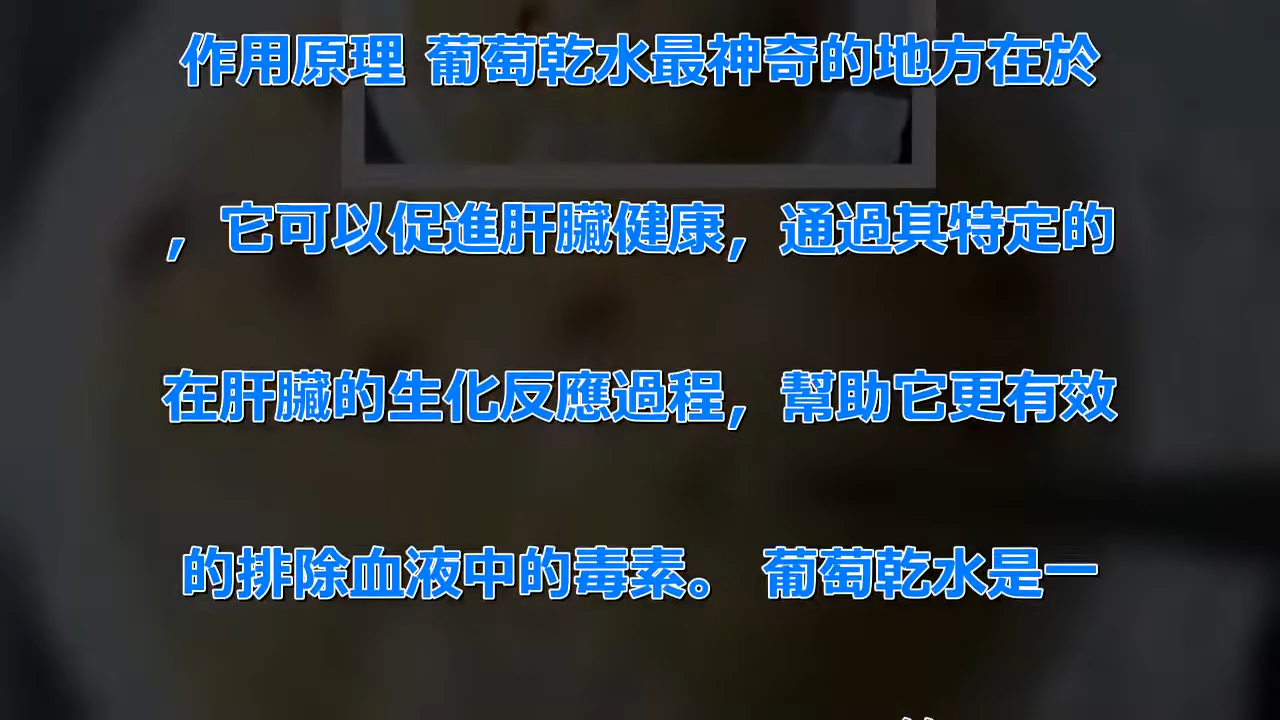 作用原理 葡萄乾水最神奇的地方在於
，它可以促進肝臟健康，通過其特定的
在肝臟的生化反應過程，幫助它更有效
的排除血液中的毒素。 葡萄乾水是一